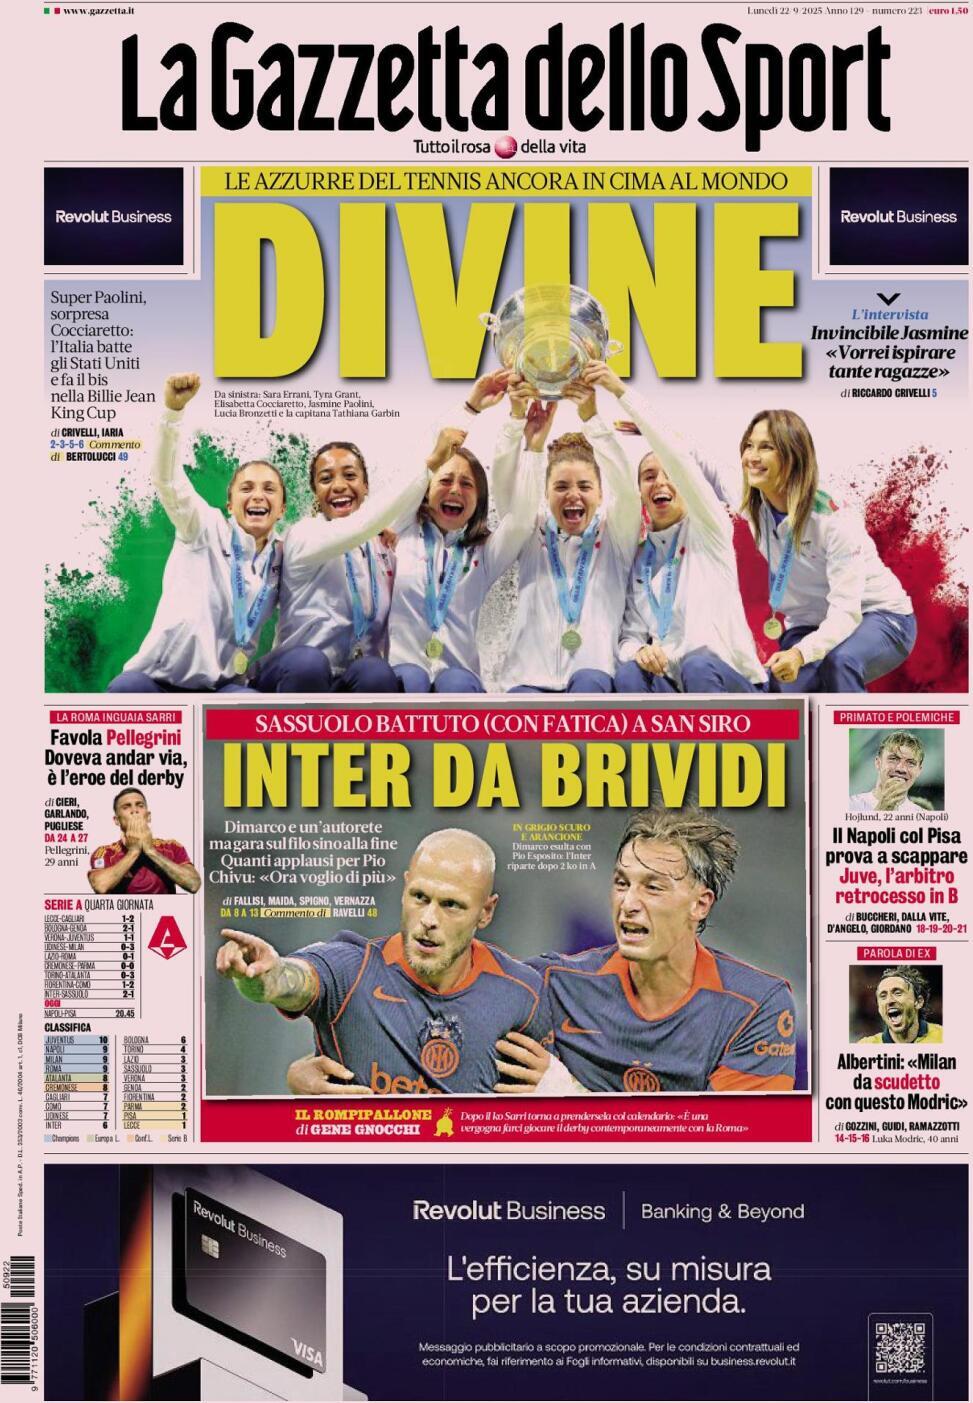 www.gazzetta.it
Lunedì 22/9/2025 Anno 129 - numero 223 euro 1,50
La Gazzetta dello Sport
Tutto il rosa della vita
Revolut Business
Revolut Business
LE AZZURRE DEL TENNIS ANCORA IN CIMA AL MONDO
DIVINE
Super Paolini,
sorpresa
Cocciaretto:
l'Italia batte
gli Stati Uniti
e fa il bis
nella Billie Jean
King Cup
di CRIVELLI, IARIA
2-3-5-6 Commento
di BERTOLUCCI 49
Da sinistra: Sara Errani, Tyra Grant,
Elisabetta Cocciaretto, Jasmine Paolini,
Lucia Bronzetti e la capitana Tathiana Garbin
L'intervista
Invincibile Jasmine
«Vorrei ispirare
tante ragazze»
di RICCARDO CRIVELLI 5
LA ROMA INGUAIA SARRI
Favola Pellegrini
Doveva andar via,
è l'eroe del derby
di CIERI,
GARLANDO,
PUGLIESE
DA 24 A 27
Pellegrini,
29 anni
SERIE A QUARTA GIORNATA
LECCE-CAGLIARI 1-2
BOLOGNA-GENOA 2-1
VERONA-JUVENTUS 1-1
UDINESE-MILAN 0-3
LAZIO-ROMA 0-1
CREMONESE-PARMA 0-0
TORINO-ATALANTA 0-3
FIORENTINA-COMO 1-2
INTER-SASSUOLO 2-1
OGGI
NAPOLI-PISA 20.45
CLASSIFICA
JUVENTUS 10
NAPOLI 9
MILAN 9
ROMA 9
ATALANTA 8
CREMONESE 8
CAGLIARI 7
COMO 7
UDINESE 7
INTER 6
BOLOGNA 6
TORINO 4
LAZIO 3
SASSUOLO 3
VERONA 3
GENOA 2
FIORENTINA 2
PARMA 2
PISA 1
LECCE 1
Champions Europa L. Conf.L. Serie B
SASSUOLO BATTUTO (CON FATICA) A SAN SIRO
INTER DA BRIVIDI
Dimarco e un'autorete
ma gara sul filo sino alla fine
Quanti applausi per Pio
Chivu: «Ora voglio di più»
di FALLISI, MAIDA, SPIGNO, VERNAZZA
DA 8 A 13 Commento di RAVELLI 48
IN GRIGIO SCURO
E ARANCIONE
Dimarco esulta con
Pio Esposito: l'Inter
riparte dopo 2 ko in A
IL ROMPIPALLONE
di GENE GNOCCHI
Dopo il ko Sarri torna a prendersela col calendario: «È una
vergogna farci giocare il derby contemporaneamente con la Roma»
PRIMATO E POLEMICHE
Hojlund, 22 anni (Napoli)
Il Napoli col Pisa
prova a scappare
Juve, l'arbitro
retrocesso in B
di BUCCHERI, DALLA VITE,
D'ANGELO, GIORDANO 18-19-20-21
PAROLA DI EX
Albertini: «Milan
da scudetto
con questo Modric»
di GOZZINI, GUIDI, RAMAZZOTTI
14-15-16 Luka Modric, 40 anni
Poste Italiane Sped. in A.P. - D.L. 353/2003 conv. L. 46/2004 art. 1, c1, DCB Milano
50922
9 771120 506000
Revolut Business
VISA
Revolut Business Banking & Beyond
L'efficienza, su misura
per la tua azienda.
Messaggio pubblicitario a scopo promozionale. Per le condizioni contrattuali ed
economiche, fai riferimento ai Fogli informativi, disponibili su business.revolut.it
revolut.com/business